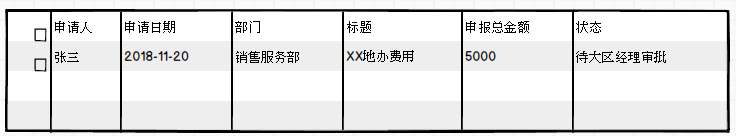 申请人 申请日期 部门 标题 申报总金额 状态
张三 2018-11-20 销售服务部 XX地办费用 5000 待大区经理审批